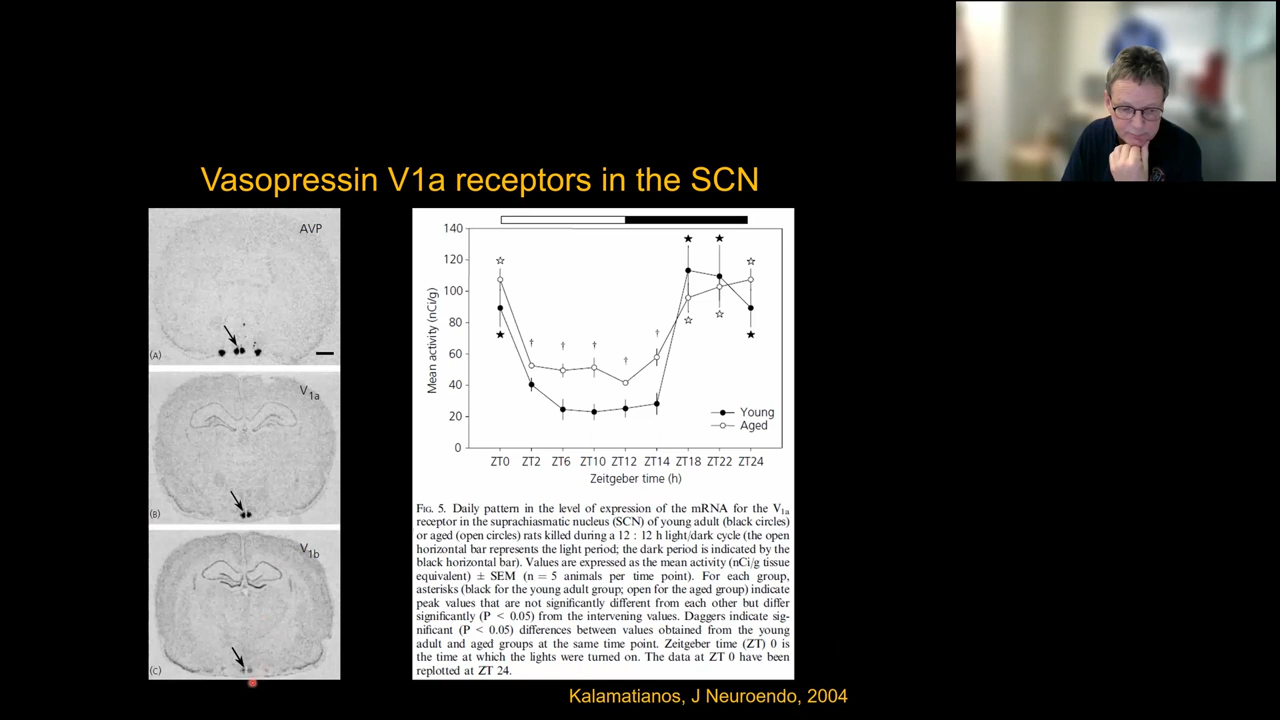 Vasopressin V1a receptors in the SCN
AVP
(A)
V1a
(B)
V1b
(C)
140
120
100
80
60
40
20
0
Mean activity (nCi/g)
Young
Aged
ZT0 ZT2 ZT6 ZT10 ZT12 ZT14 ZT18 ZT22 ZT24
Zeitgeber time (h)
FIG. 5. Daily pattern in the level of expression of the mRNA for the V1a
receptor in the suprachiasmatic nucleus (SCN) of young adult (black circles)
or aged (open circles) rats killed during a 12 : 12 h light/dark cycle (the open
horizontal bar represents the light period; the dark period is indicated by the
black horizontal bar). Values are expressed as the mean activity (nCi/g tissue
equivalent) ± SEM (n = 5 animals per time point). For each group,
asterisks (black for the young adult group; open for the aged group) indicate
peak values that are not significantly different from each other but differ
significantly (P < 0.05) from the intervening values. Daggers indicate sig-
nificant (P < 0.05) differences between values obtained from the young
adult and aged groups at the same time point. Zeitgeber time (ZT) 0 is
the time at which the lights were turned on. The data at ZT 0 have been
replotted at ZT 24.
Kalamatianos, J Neuroendo, 2004